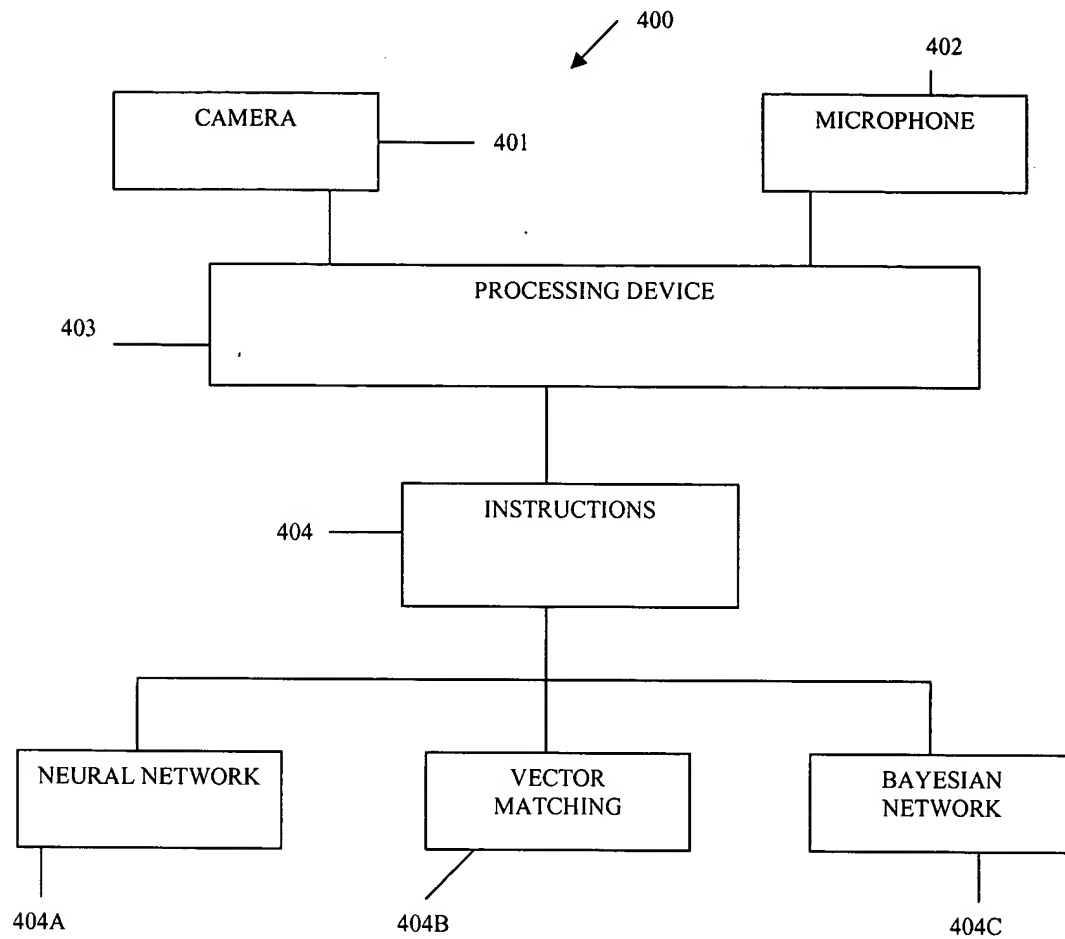 400
402
CAMERA
MICROPHONE
401
PROCESSING DEVICE
403
INSTRUCTIONS
404
NEURAL NETWORK
VECTOR
MATCHING
BAYESIAN
NETWORK
404A
404B
404C